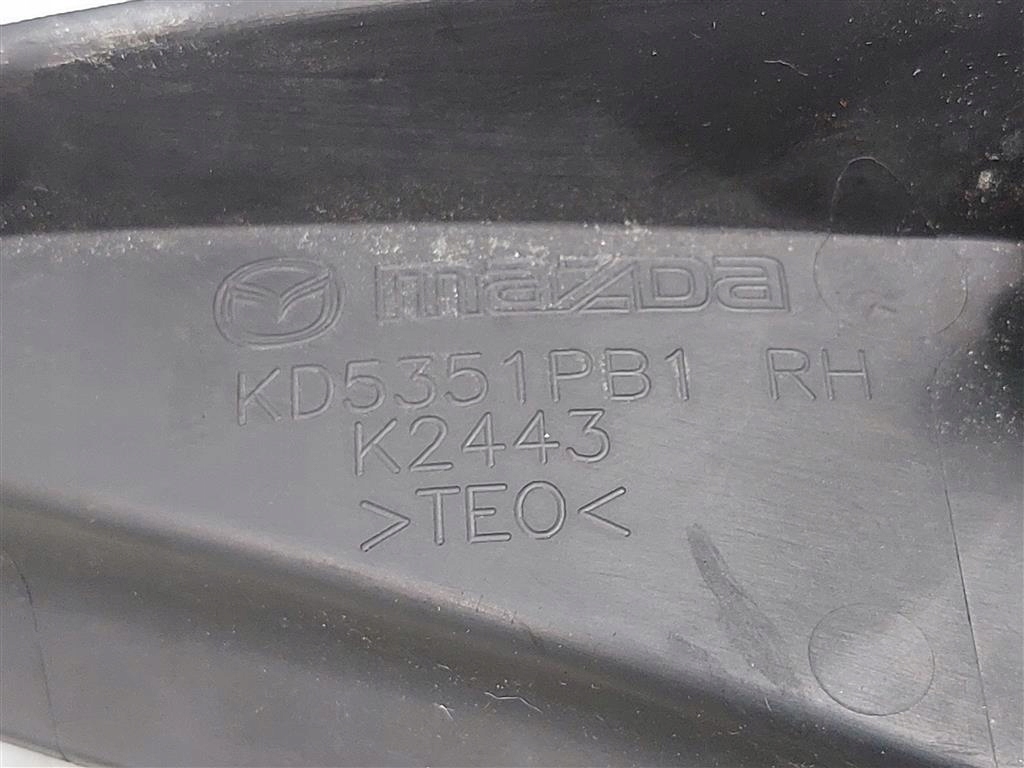 mazda
KD5351PB1 RH
K2443
>TEO<